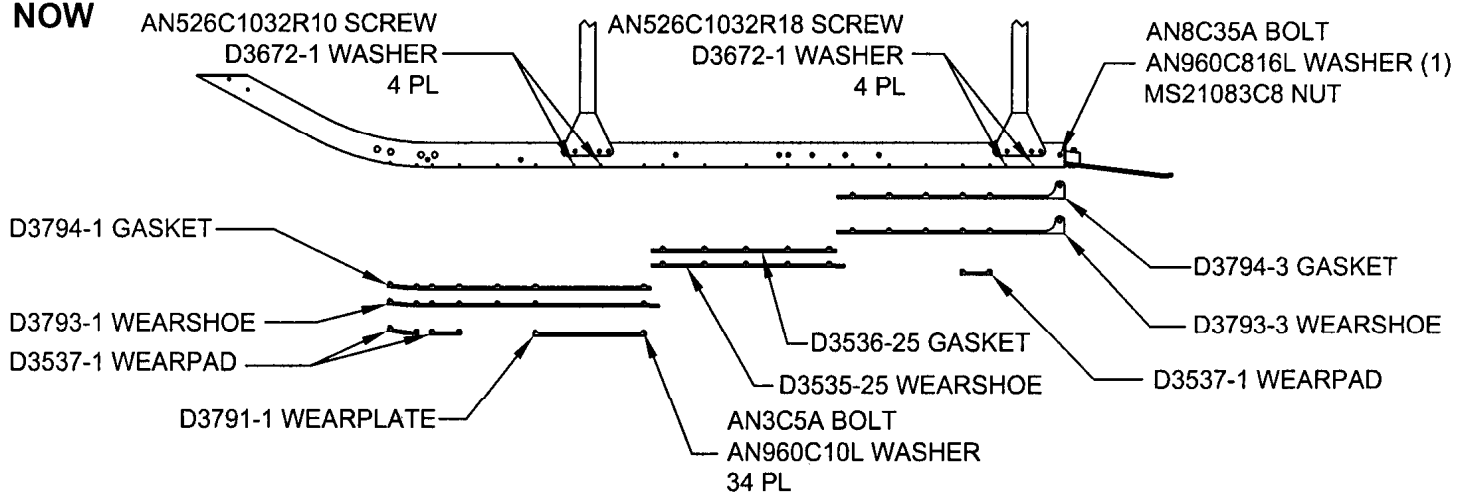 NOW
AN526C1032R10 SCREW
D3672-1 WASHER
4 PL
AN526C1032R18 SCREW
D3672-1 WASHER
4 PL
AN8C35A BOLT
AN960C816L WASHER (1)
MS21083C8 NUT
D3794-1 GASKET
D3793-1 WEARSHOE
D3537-1 WEARPAD
D3791-1 WEARPLATE
D3794-3 GASKET
D3793-3 WEARSHOE
D3537-1 WEARPAD
D3536-25 GASKET
D3535-25 WEARSHOE
AN3C5A BOLT
AN960C10L WASHER
34 PL